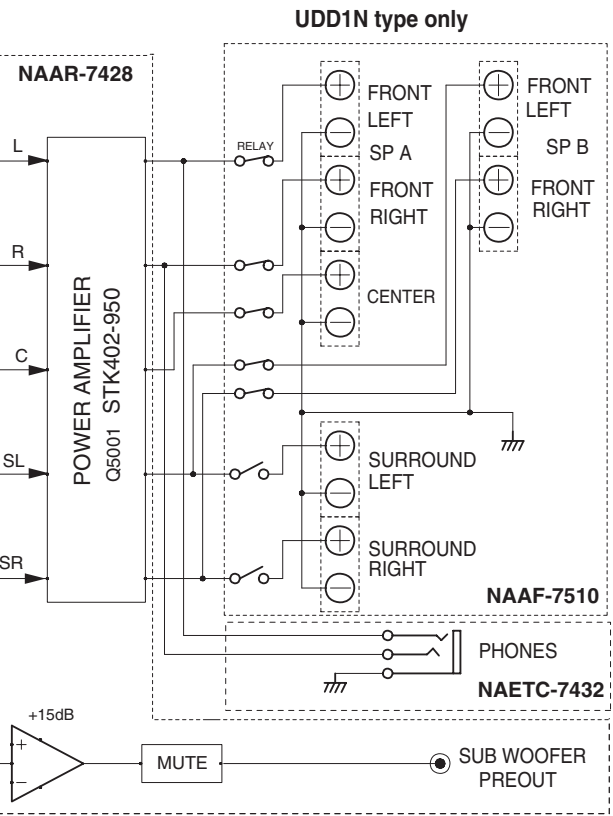 UDD1N type only
NAAR-7428
L
R
C
SL
SR
POWER AMPLIFIER
Q5001 STK402-950
RELAY
FRONT
LEFT
SP A
FRONT
RIGHT
CENTER
FRONT
LEFT
SP B
FRONT
RIGHT
SURROUND
LEFT
SURROUND
RIGHT
NAAF-7510
PHONES
NAETC-7432
+15dB
MUTE
SUB WOOFER
PREOUT